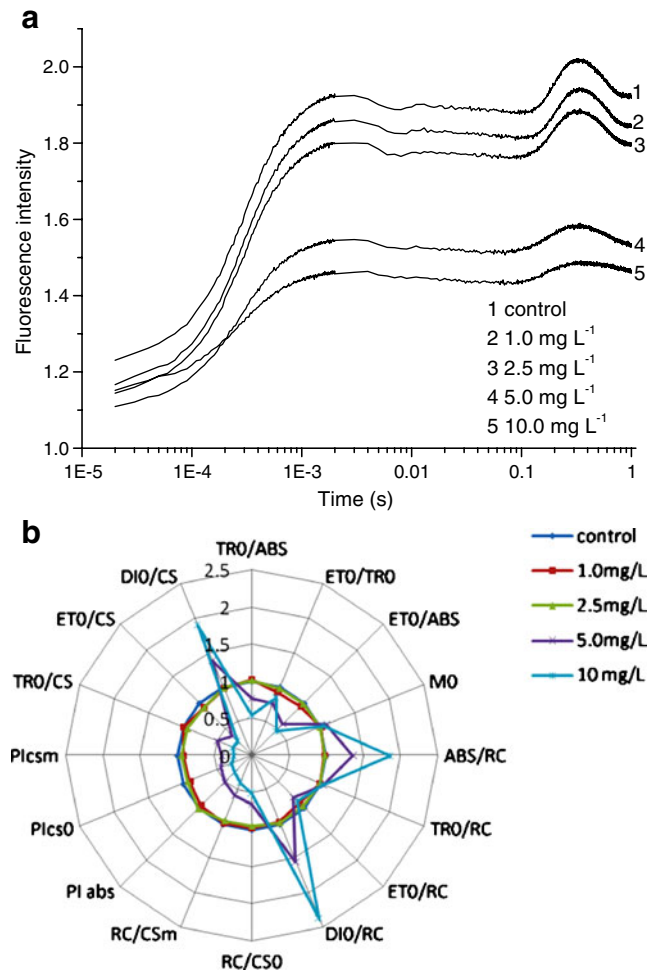 a
Fluorescence intensity
2.0
1.8
1.6
1.4
1.2
1.0
1
2
3
4
5
1 control
2 1.0 mg L⁻¹
3 2.5 mg L⁻¹
4 5.0 mg L⁻¹
5 10.0 mg L⁻¹
1E-5 1E-4 1E-3 0.01 0.1 1
Time (s)
b
TR0/ABS
ET0/TR0
ET0/ABS
M0
ABS/RC
TR0/RC
ET0/RC
DI0/RC
RC/CS0
RC/CSm
PI abs
PIcs0
PIcsm
TR0/CS
ET0/CS
DI0/CS
2.5
2
1.5
1
0.5
0
control
1.0mg/L
2.5mg/L
5.0mg/L
10 mg/L